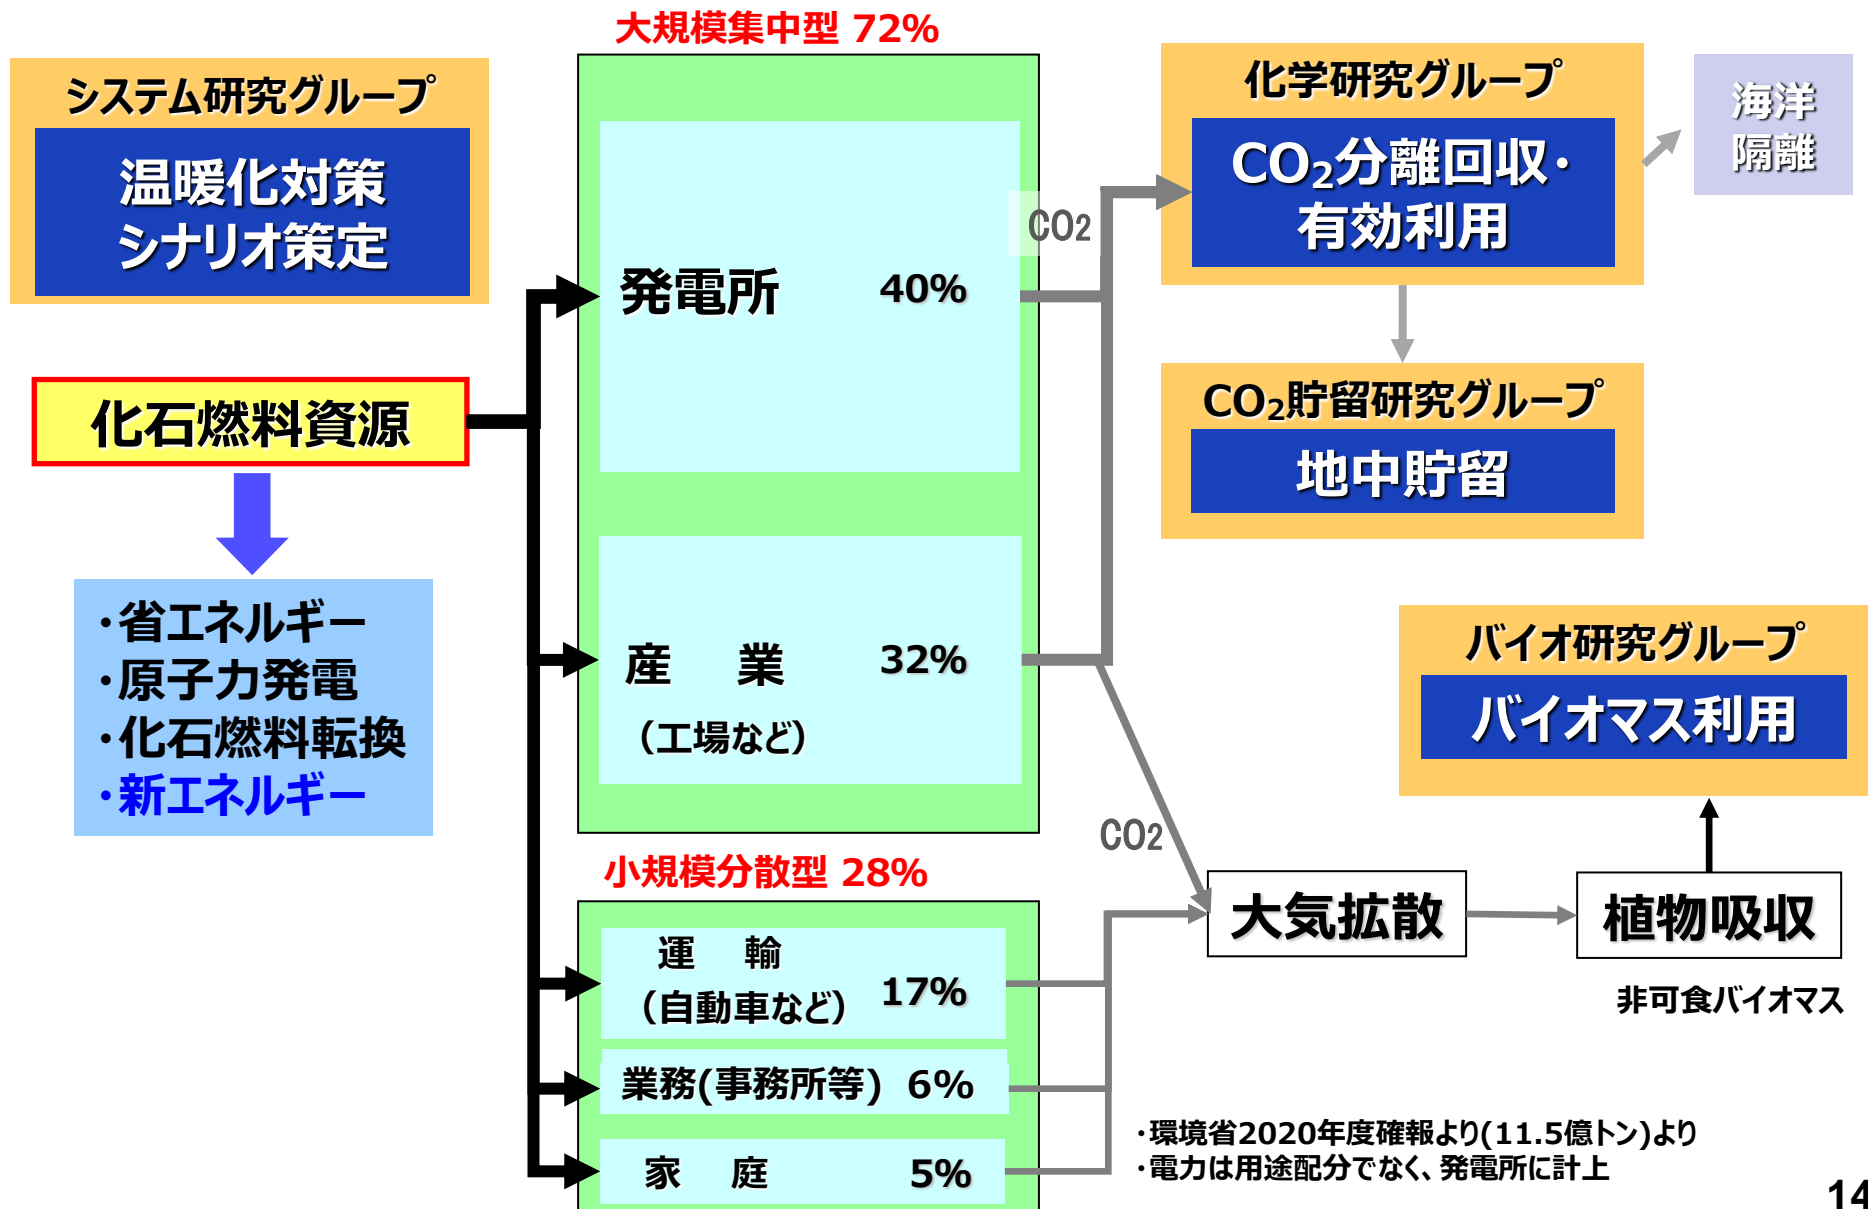 大規模集中型 72%
システム研究グループ
温暖化対策
シナリオ策定
化石燃料資源
・省エネルギー
・原子力発電
・化石燃料転換
・新エネルギー
発電所 40%
産 業 32%
（工場など）
小規模分散型 28%
運 輸
（自動車など） 17%
業務(事務所等) 6%
家 庭 5%
CO2
CO2
化学研究グループ
CO₂分離回収・
有効利用
海洋
隔離
CO₂貯留研究グループ
地中貯留
バイオ研究グループ
バイオマス利用
大気拡散
植物吸収
非可食バイオマス
・環境省2020年度確報より(11.5億トン)より
・電力は用途配分でなく、発電所に計上
14